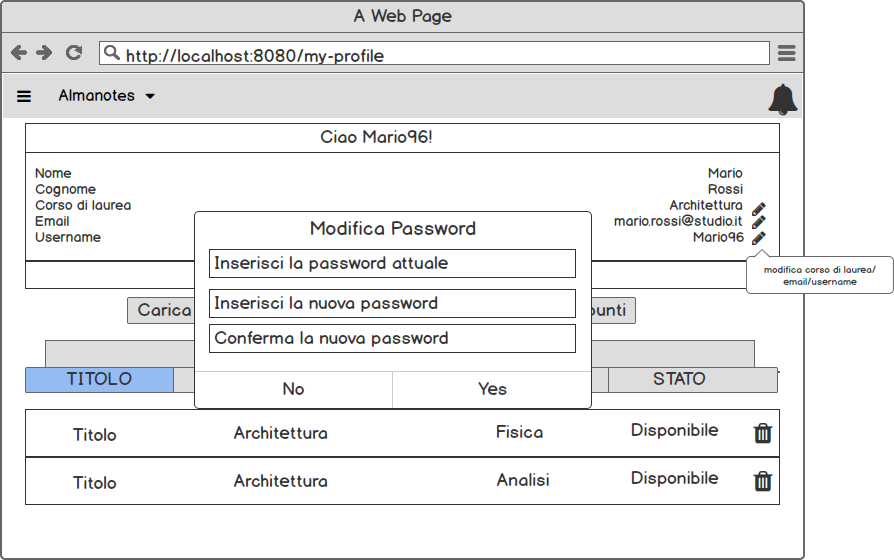 A Web Page
http://localhost:8080/my-profile
Almanotes
Ciao Mario96!
Nome Mario
Cognome Rossi
Corso di laurea Architettura
Email mario.rossi@studio.it
Username Mario96
modifica corso di laurea/
email/username
Modifica Password
Inserisci la password attuale
Inserisci la nuova password
Conferma la nuova password
No Yes
Carica
TITOLO STATO
Titolo Architettura Fisica Disponibile
Titolo Architettura Analisi Disponibile